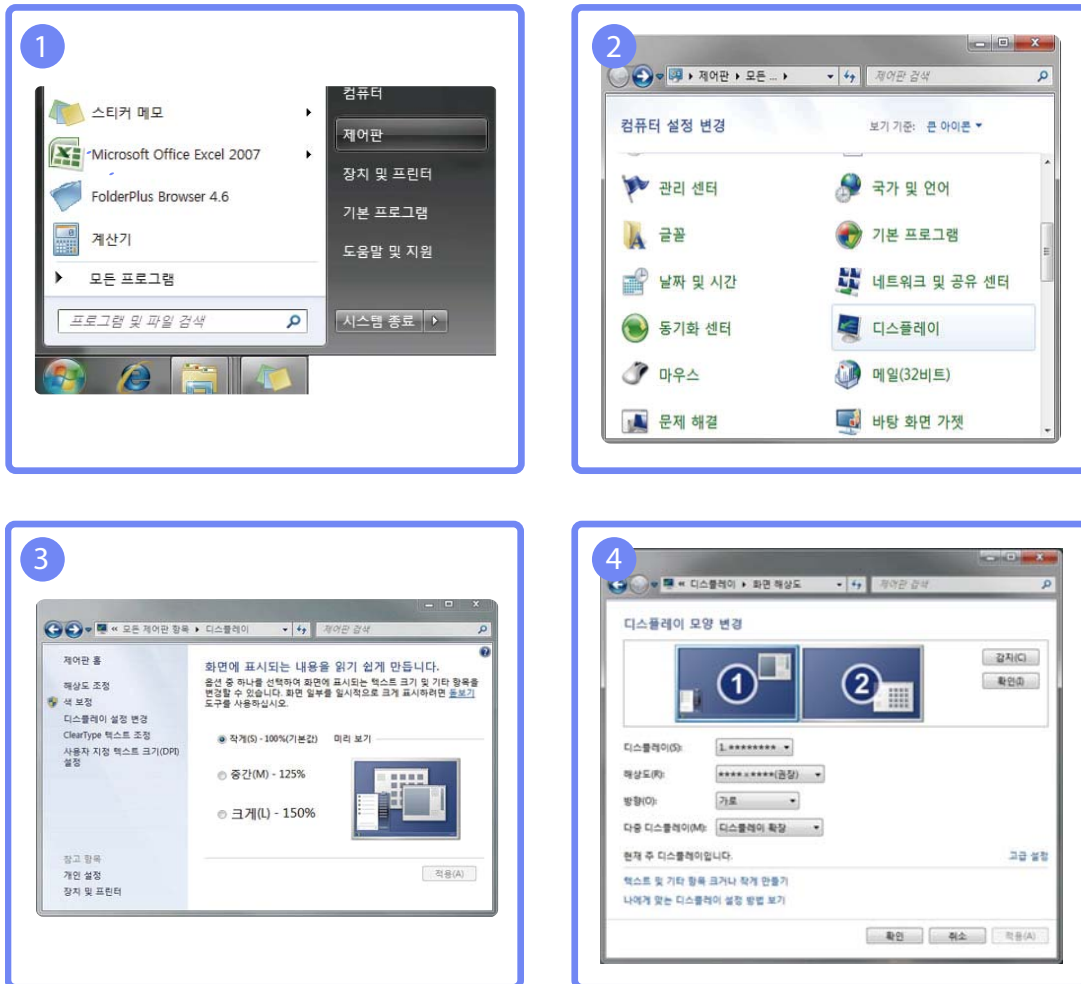 1
스티커 메모
Microsoft Office Excel 2007
FolderPlus Browser 4.6
계산기
모든 프로그램
프로그램 및 파일 검색
컴퓨터
제어판
장치 및 프린터
기본 프로그램
도움말 및 지원
시스템 종료
2
제어판 모든 ...
제어판 검색
컴퓨터 설정 변경
보기 기준: 큰 아이콘
관리 센터
국가 및 언어
글꼴
기본 프로그램
날짜 및 시간
네트워크 및 공유 센터
동기화 센터
디스플레이
마우스
메일(32비트)
문제 해결
바탕 화면 가젯
3
« 모든 제어판 항목 디스플레이
제어판 검색
제어판 홈
해상도 조정
색 보정
디스플레이 설정 변경
ClearType 텍스트 조정
사용자 지정 텍스트 크기(DPI)
설정
참고 항목
개인 설정
장치 및 프린터
화면에 표시되는 내용을 읽기 쉽게 만듭니다.
옵션 중 하나를 선택하여 화면에 표시되는 텍스트 크기 및 기타 항목을
변경할 수 있습니다. 화면 일부를 일시적으로 크게 표시하려면 돋보기
도구를 사용하십시오.
작게(S) - 100%(기본값) 미리 보기
중간(M) - 125%
크게(L) - 150%
적용(A)
4
« 디스플레이 화면 해상도
제어판 검색
디스플레이 모양 변경
1
2
감지(C)
확인(I)
디스플레이(S): 1. ********
해상도(R): ****x****(권장)
방향(O): 가로
다중 디스플레이(M): 디스플레이 확장
현재 주 디스플레이입니다.
고급 설정
텍스트 및 기타 항목 크거나 작게 만들기
나에게 맞는 디스플레이 설정 방법 보기
확인 취소 적용(A)